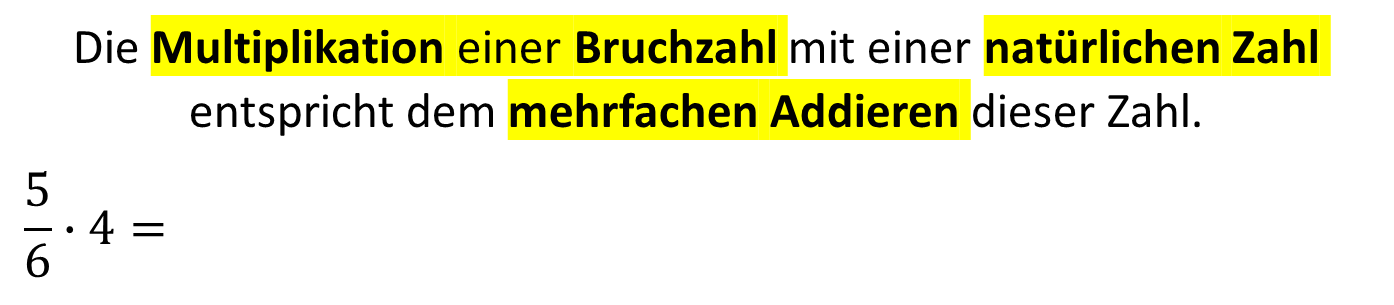 Die Multiplikation einer Bruchzahl mit einer natürlichen Zahl
entspricht dem mehrfachen Addieren dieser Zahl.
5/6 · 4 =